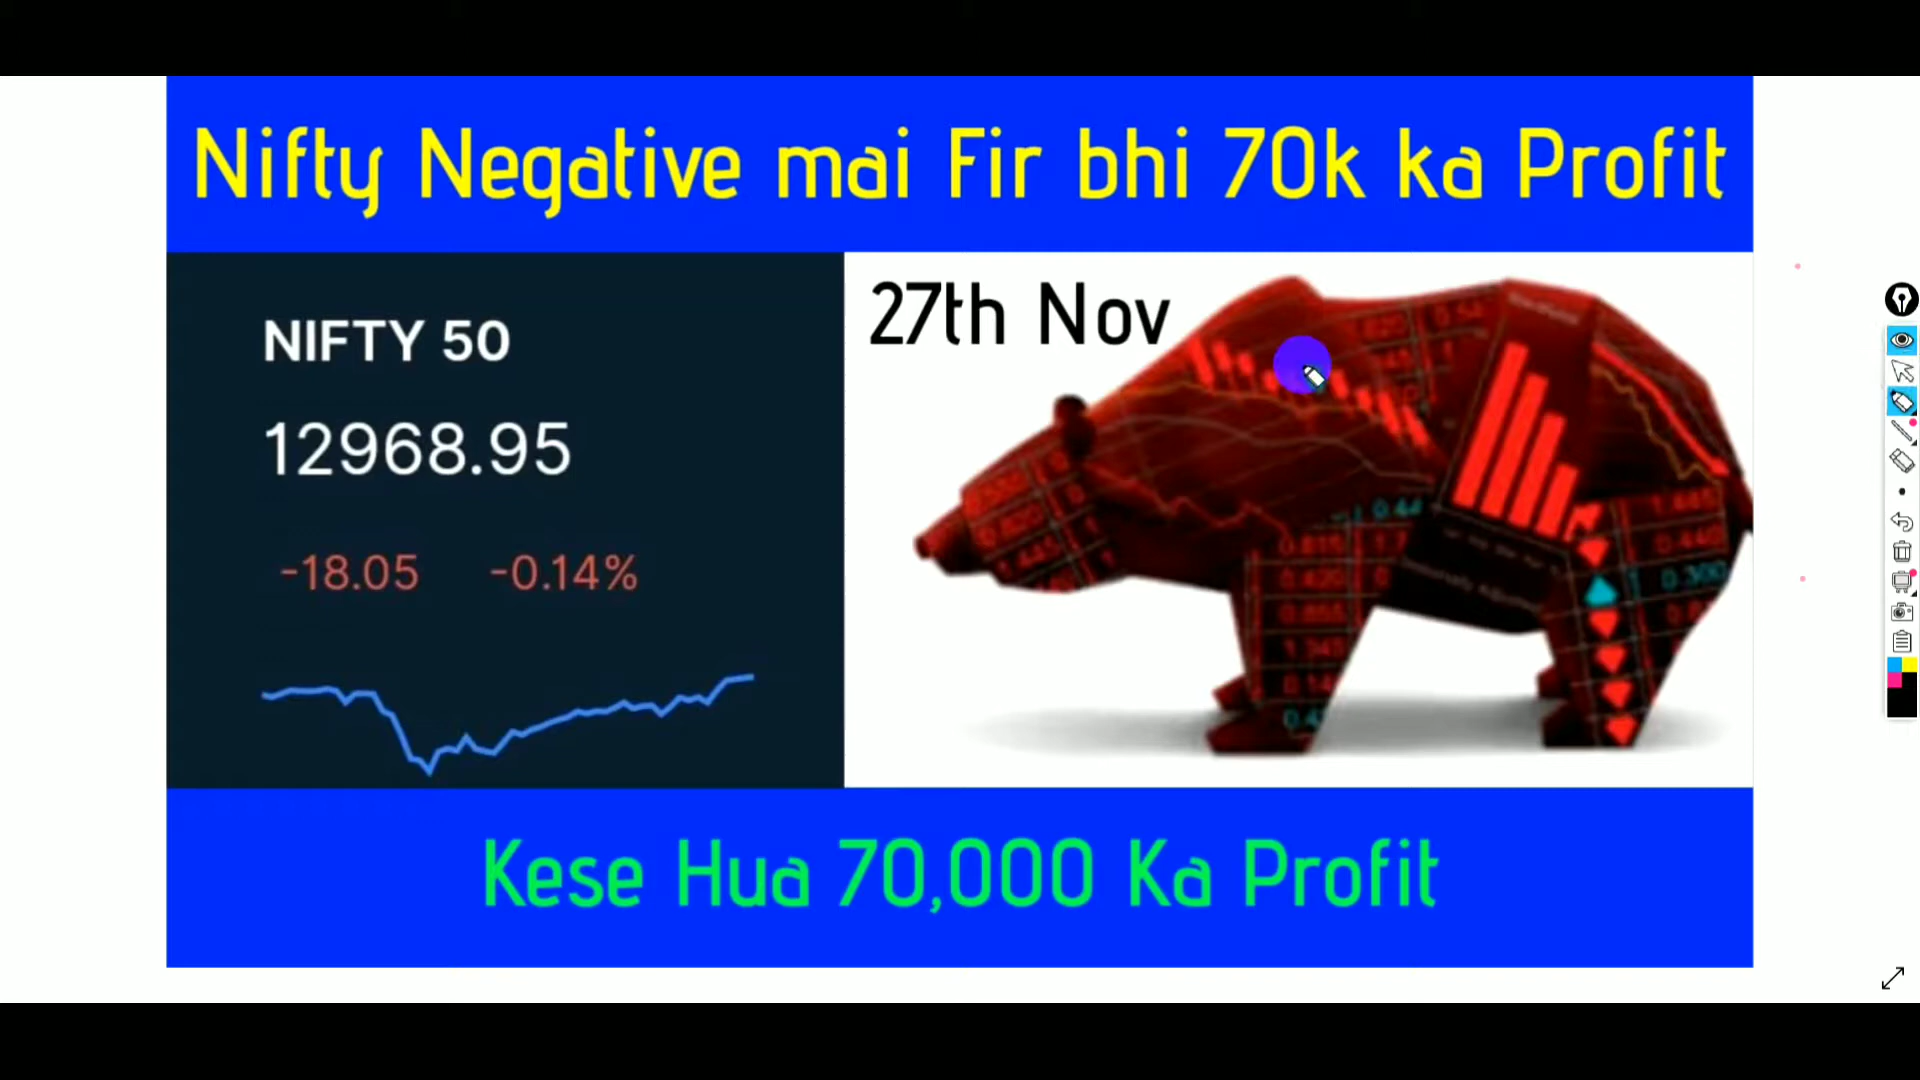 Nifty Negative mai Fir bhi 70k ka Profit
NIFTY 50
12968.95
-18.05 -0.14%
27th Nov
Kese Hua 70,000 Ka Profit